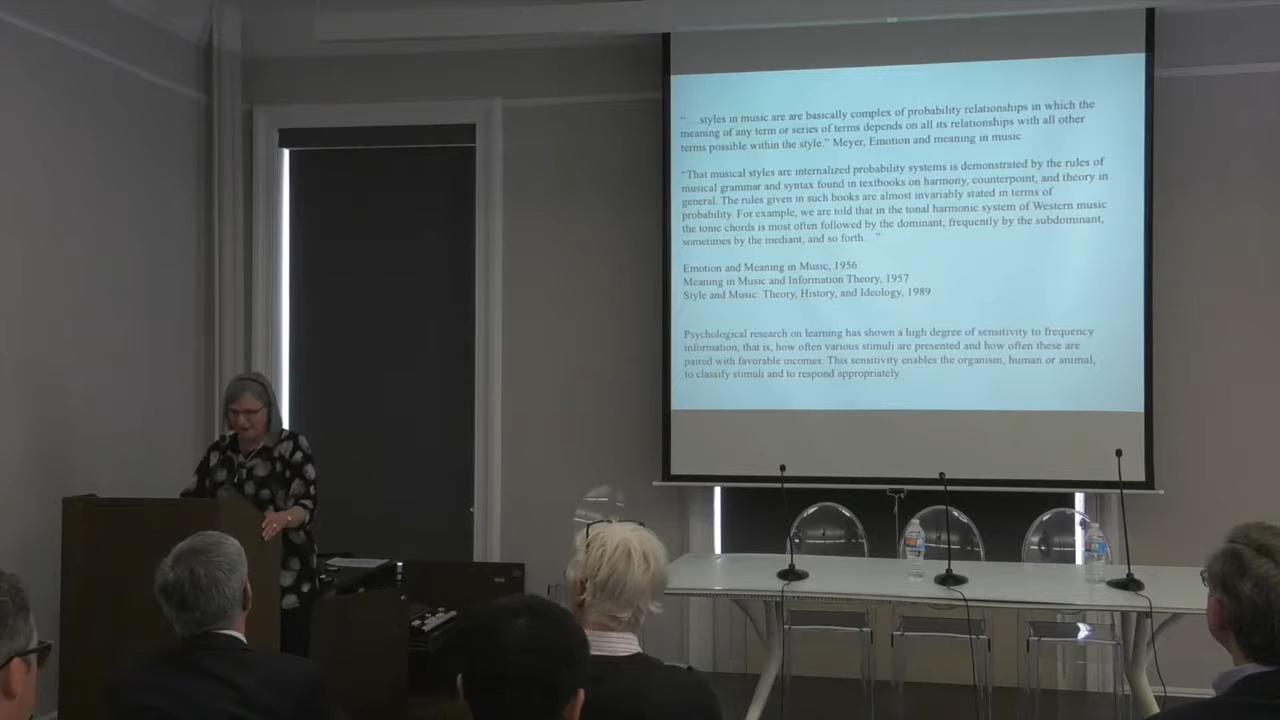 “....styles in music are are basically complex of probability relationships in which the
meaning of any term or series of terms depends on all its relationships with all other
terms possible within the style.” Meyer, Emotion and meaning in music
“That musical styles are internalized probability systems is demonstrated by the rules of
musical grammar and syntax found in textbooks on harmony, counterpoint, and theory in
general. The rules given in such books are almost invariably stated in terms of
probability. For example, we are told that in the tonal harmonic system of Western music
the tonic chords is most often followed by the dominant, frequently by the subdominant,
sometimes by the mediant, and so forth....”
Emotion and Meaning in Music, 1956
Meaning in Music and Information Theory, 1957
Style and Music: Theory, History, and Ideology, 1989
Psychological research on learning has shown a high degree of sensitivity to frequency
information, that is, how often various stimuli are presented and how often these are
paired with favorable incomes. This sensitivity enables the organism, human or animal,
to classify stimuli and to respond appropriately